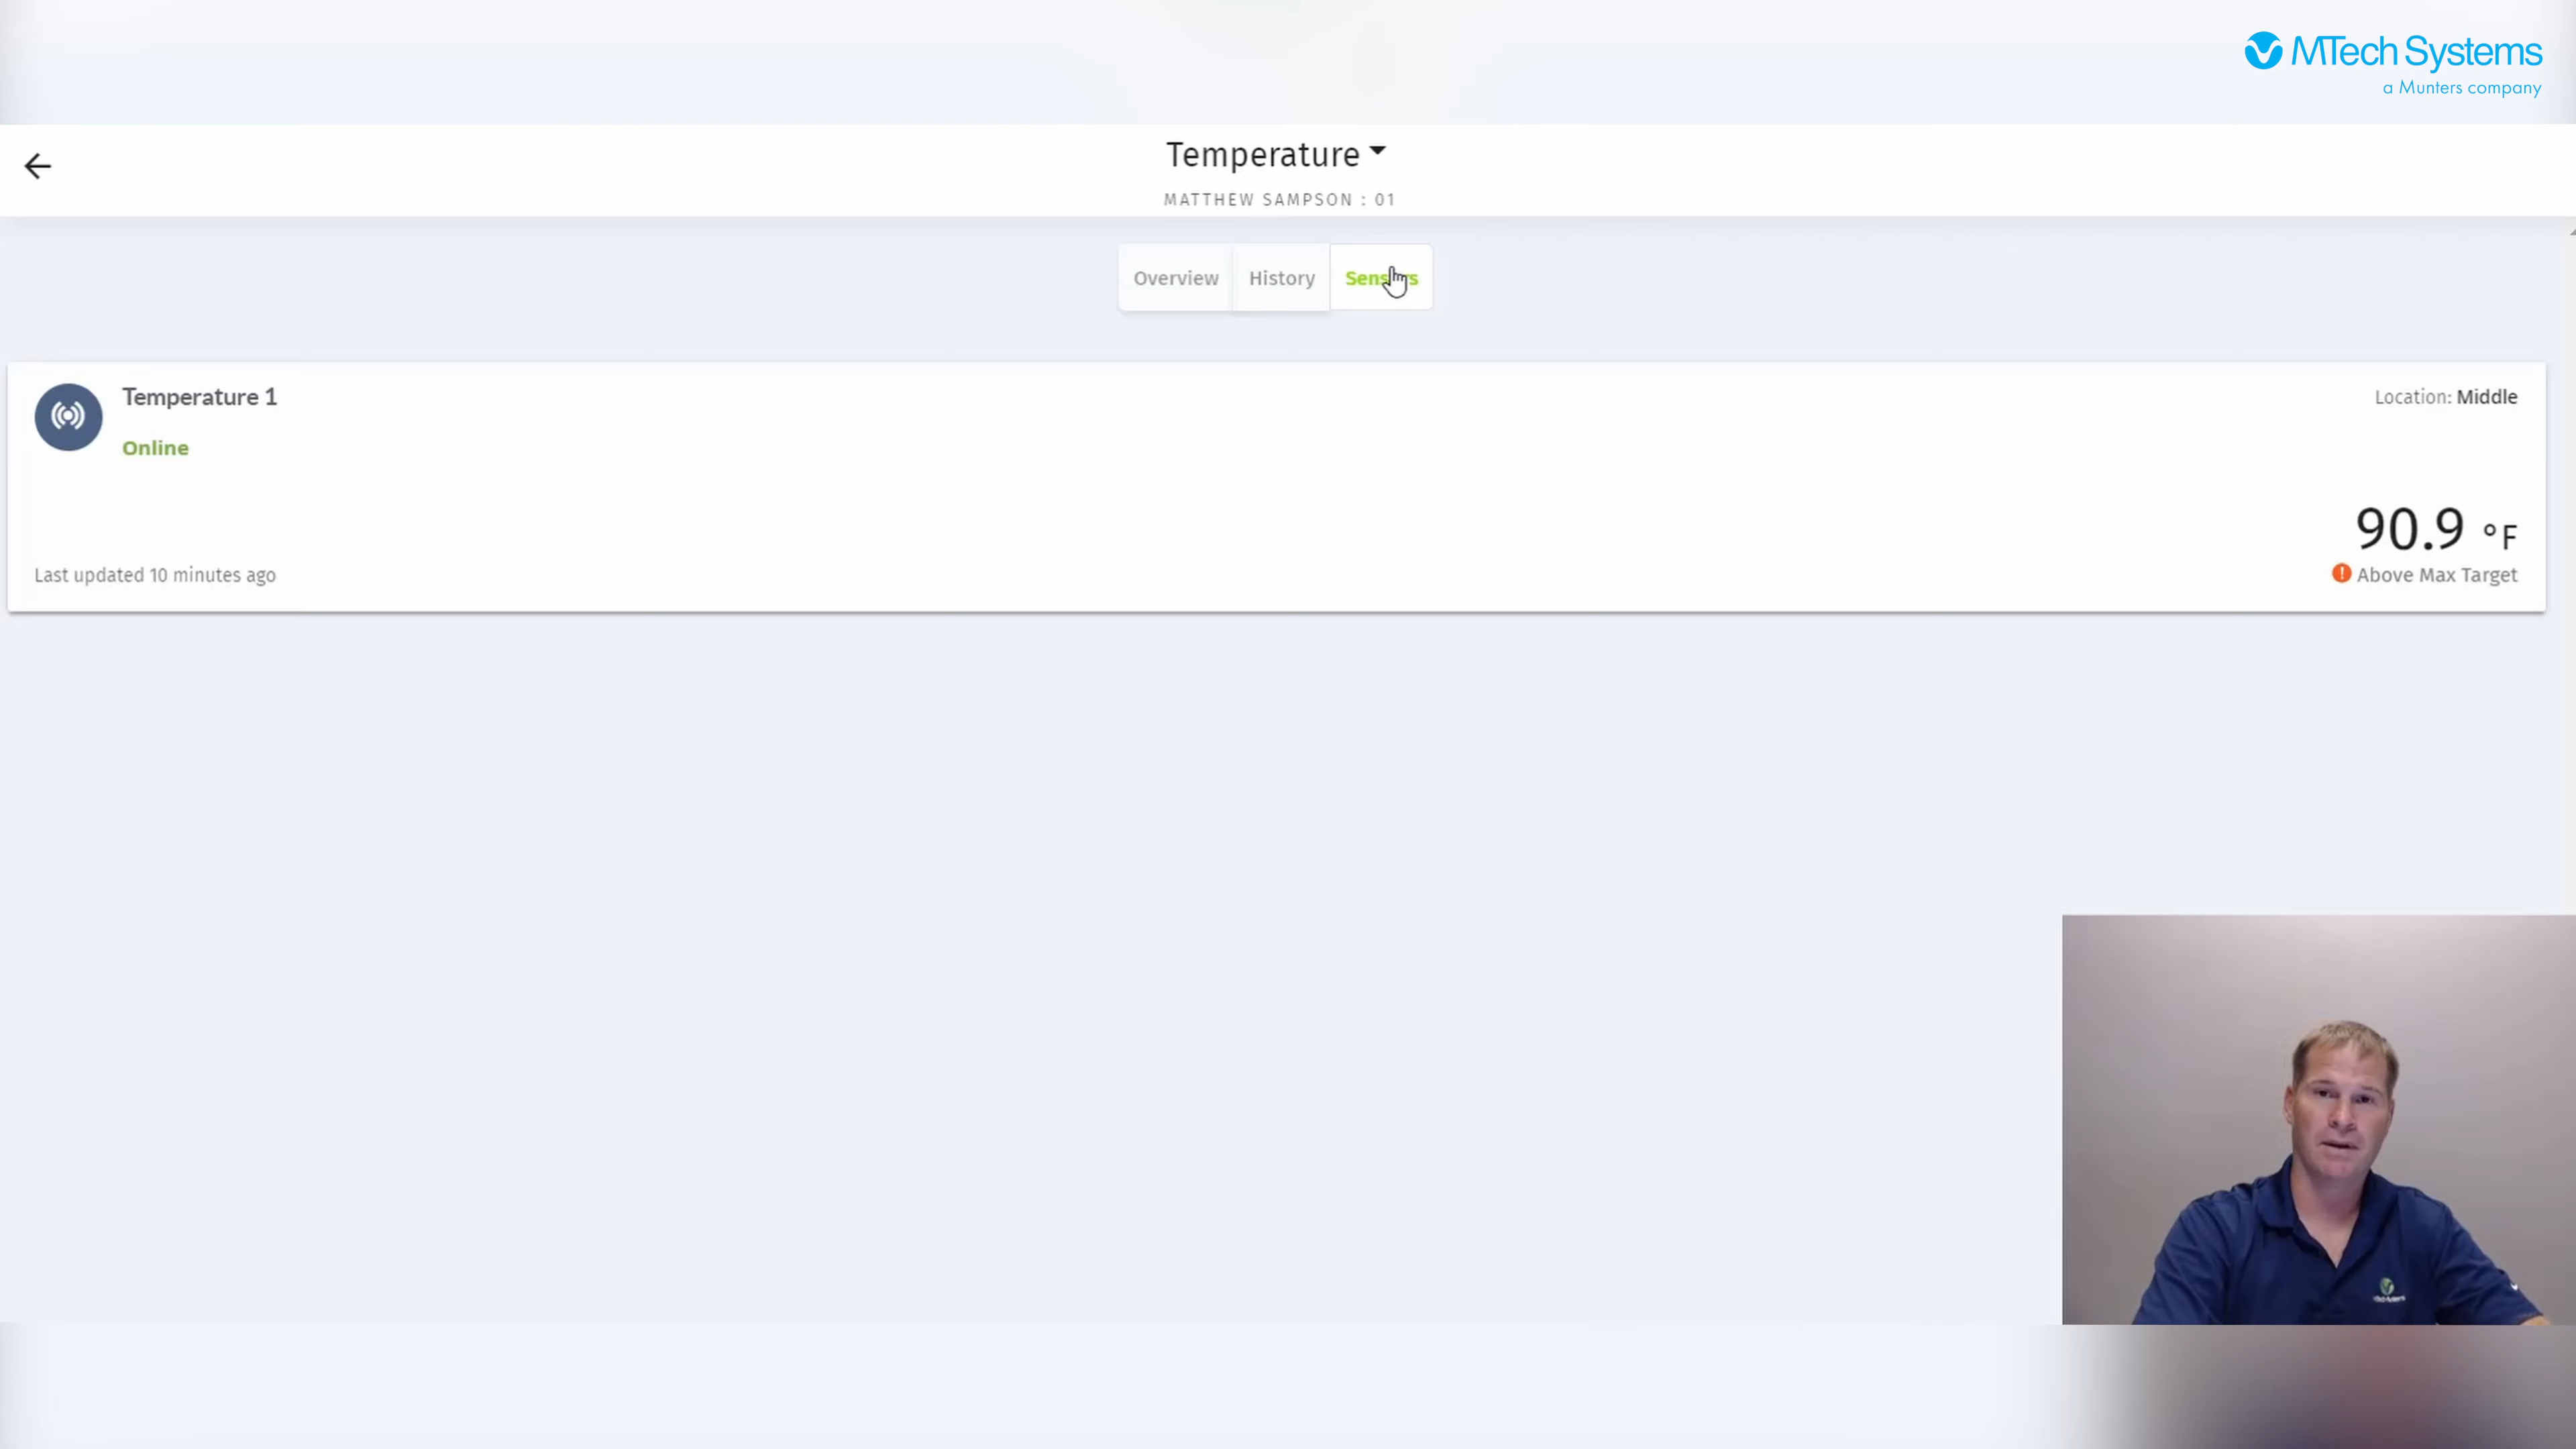 MTech Systems
a Munters company
Temperature
MATTHEW SAMPSON : 01
Overview
History
Sensors
Temperature 1
Location: Middle
Online
90.9 °F
Last updated 10 minutes ago
Above Max Target